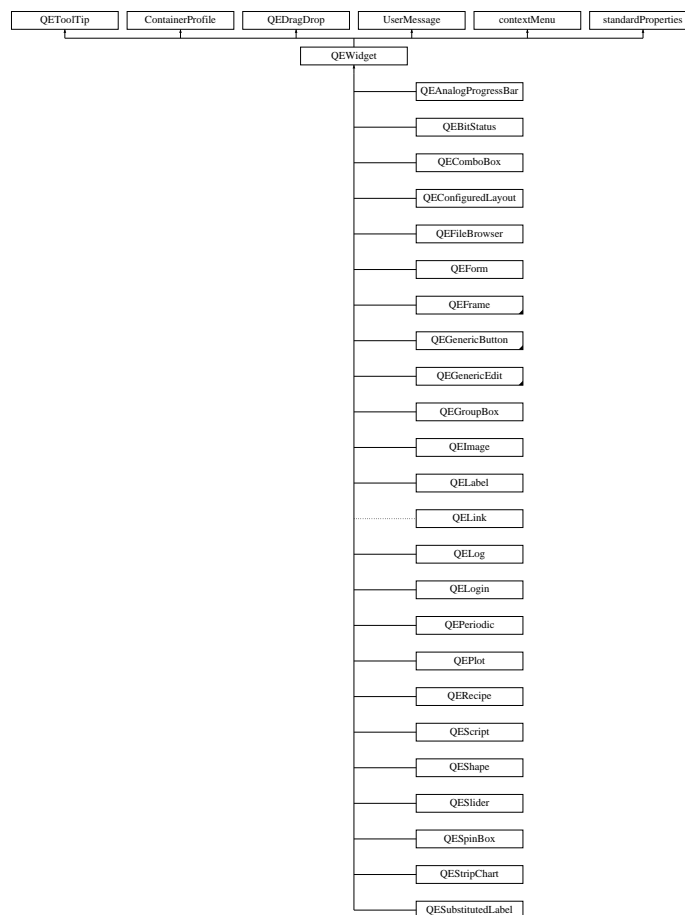 QEToolTip ContainerProfile QEDragDrop UserMessage contextMenu standardProperties
QEWidget
QEAnalogProgressBar
QEBitStatus
QEComboBox
QEConfiguredLayout
QEFileBrowser
QEForm
QEFrame
QEGenericButton
QEGenericEdit
QEGroupBox
QEImage
QELabel
QELink
QELog
QELogin
QEPeriodic
QEPlot
QERecipe
QEScript
QEShape
QESlider
QESpinBox
QEStripChart
QESubstitutedLabel